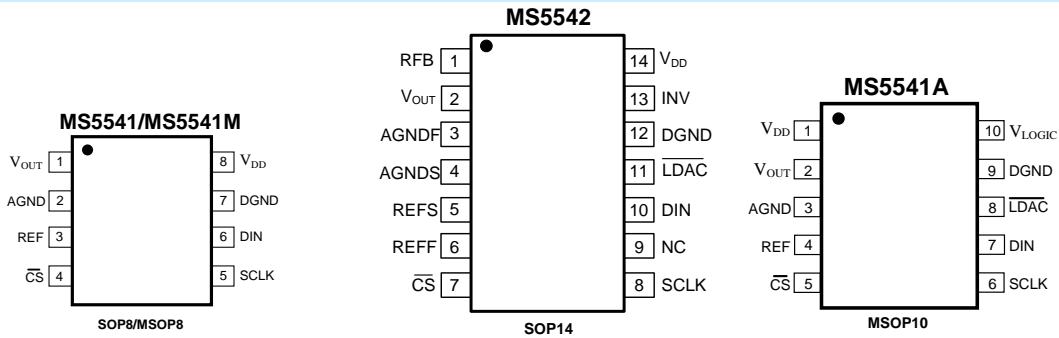 MS5541/MS5541M
VOUT 1 8 VDD
AGND 2 7 DGND
REF 3 6 DIN
CS 4 5 SCLK
SOP8/MSOP8
MS5542
RFB 1 14 VDD
VOUT 2 13 INV
AGNDF 3 12 DGND
AGNDS 4 11 LDAC
REFS 5 10 DIN
REFF 6 9 NC
CS 7 8 SCLK
SOP14
MS5541A
VDD 1 10 VLOGIC
VOUT 2 9 DGND
AGND 3 8 LDAC
REF 4 7 DIN
CS 5 6 SCLK
MSOP10